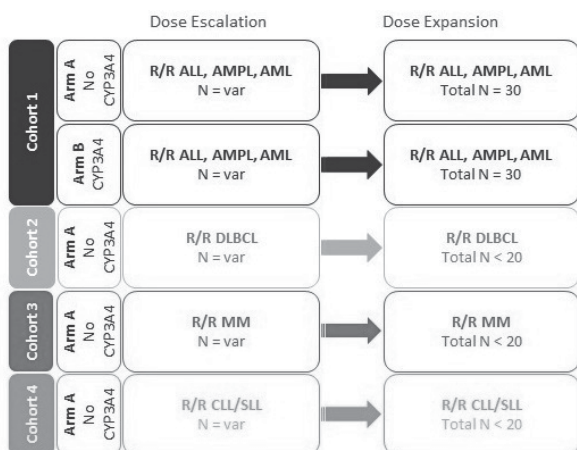 Dose Escalation
Dose Expansion
Cohort 1
Arm A
No
CYP3A4
R/R ALL, AMPL, AML
N = var
R/R ALL, AMPL, AML
Total N = 30
Arm B
CYP3A4
R/R ALL, AMPL, AML
N = var
R/R ALL, AMPL, AML
Total N = 30
Cohort 2
Arm A
No
CYP3A4
R/R DLBCL
N = var
R/R DLBCL
Total N < 20
Cohort 3
Arm A
No
CYP3A4
R/R MM
N = var
R/R MM
Total N < 20
Cohort 4
Arm A
No
CYP3A4
R/R CLL/SLL
N = var
R/R CLL/SLL
Total N < 20